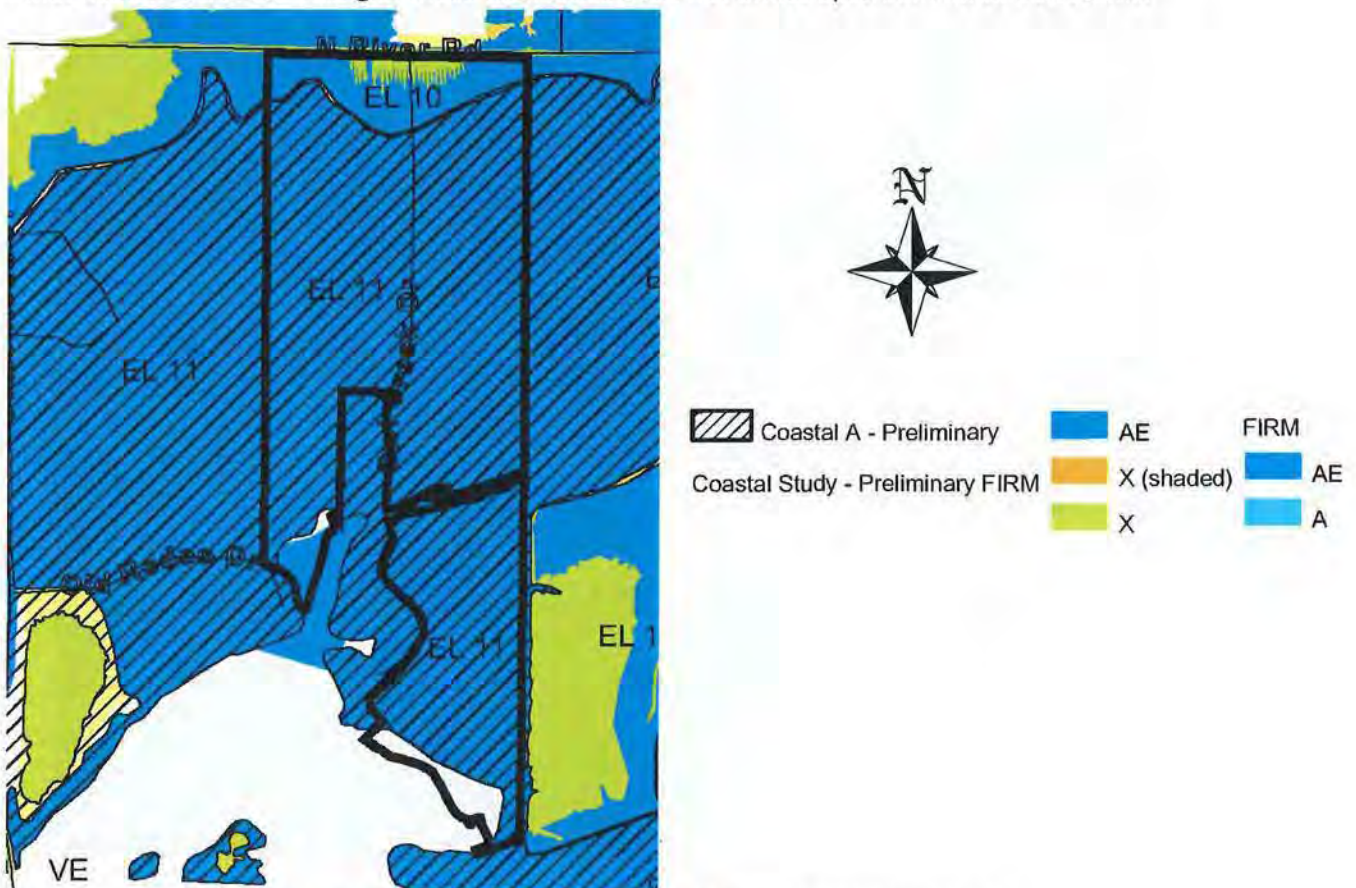 N River Rd
EL 10
EL 11
EL 11
EL 11
EL 1
VE
N
Coastal A - Preliminary
Coastal Study - Preliminary FIRM
AE
X (shaded)
X
FIRM
AE
A